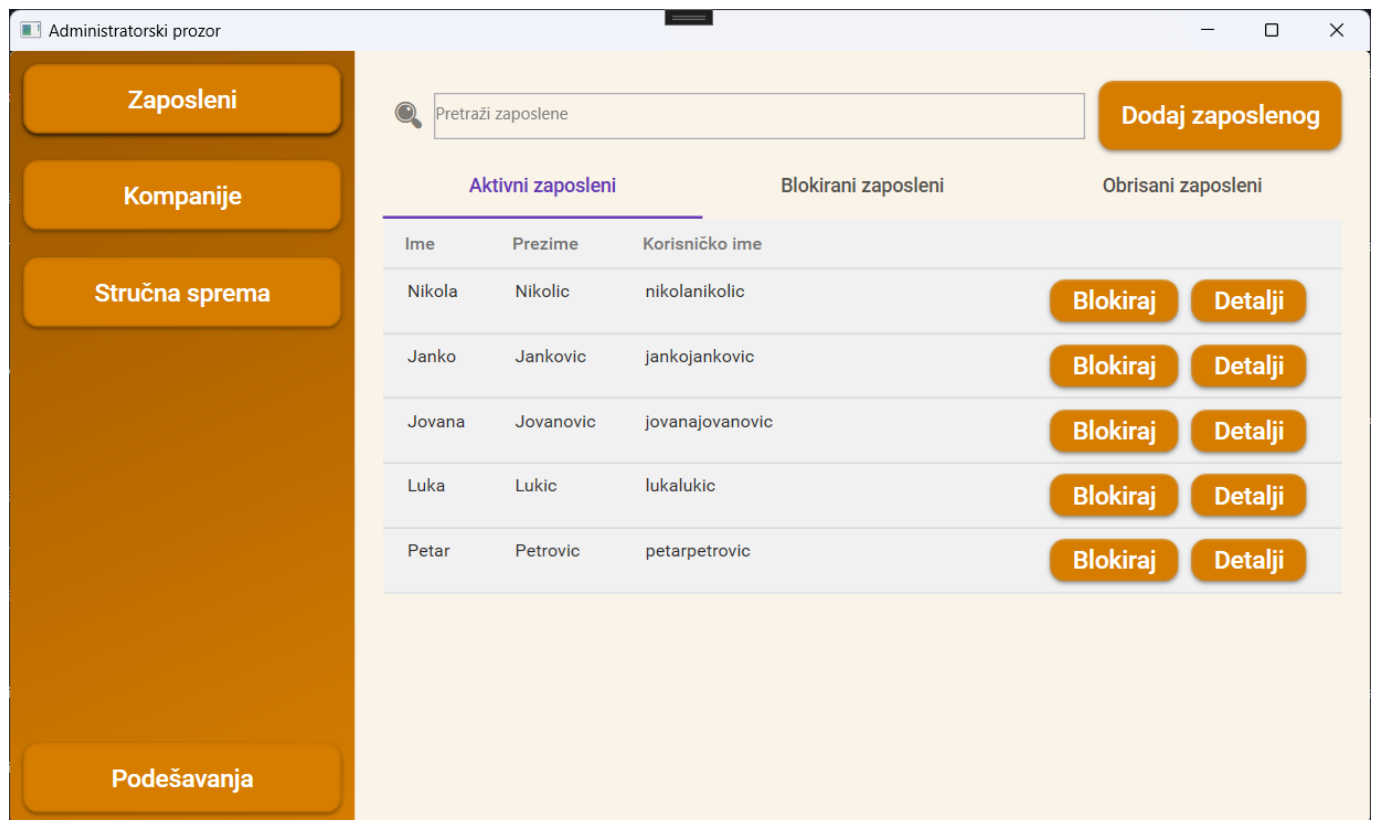 Administratorski prozor
Zaposleni
Kompanije
Stručna sprema
Podešavanja
Pretraži zaposlene
Dodaj zaposlenog
Aktivni zaposleni Blokirani zaposleni Obrisani zaposleni
Ime Prezime Korisničko ime
Nikola Nikolic nikolanikolic Blokiraj Detalji
Janko Jankovic jankojankovic Blokiraj Detalji
Jovana Jovanovic jovanajovanovic Blokiraj Detalji
Luka Lukic lukalukic Blokiraj Detalji
Petar Petrovic petarpetrovic Blokiraj Detalji